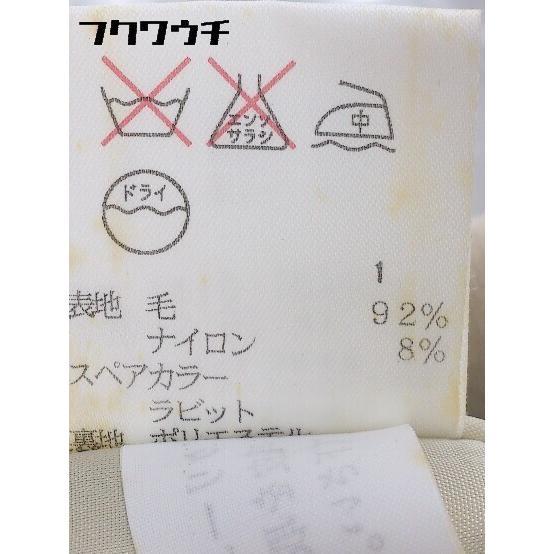 フクワウチ
エンソ
サラシ
中
ドライ
1
表地 毛 92%
ナイロン 8%
スペアカラー
ラビット
裏地 ポリエステル